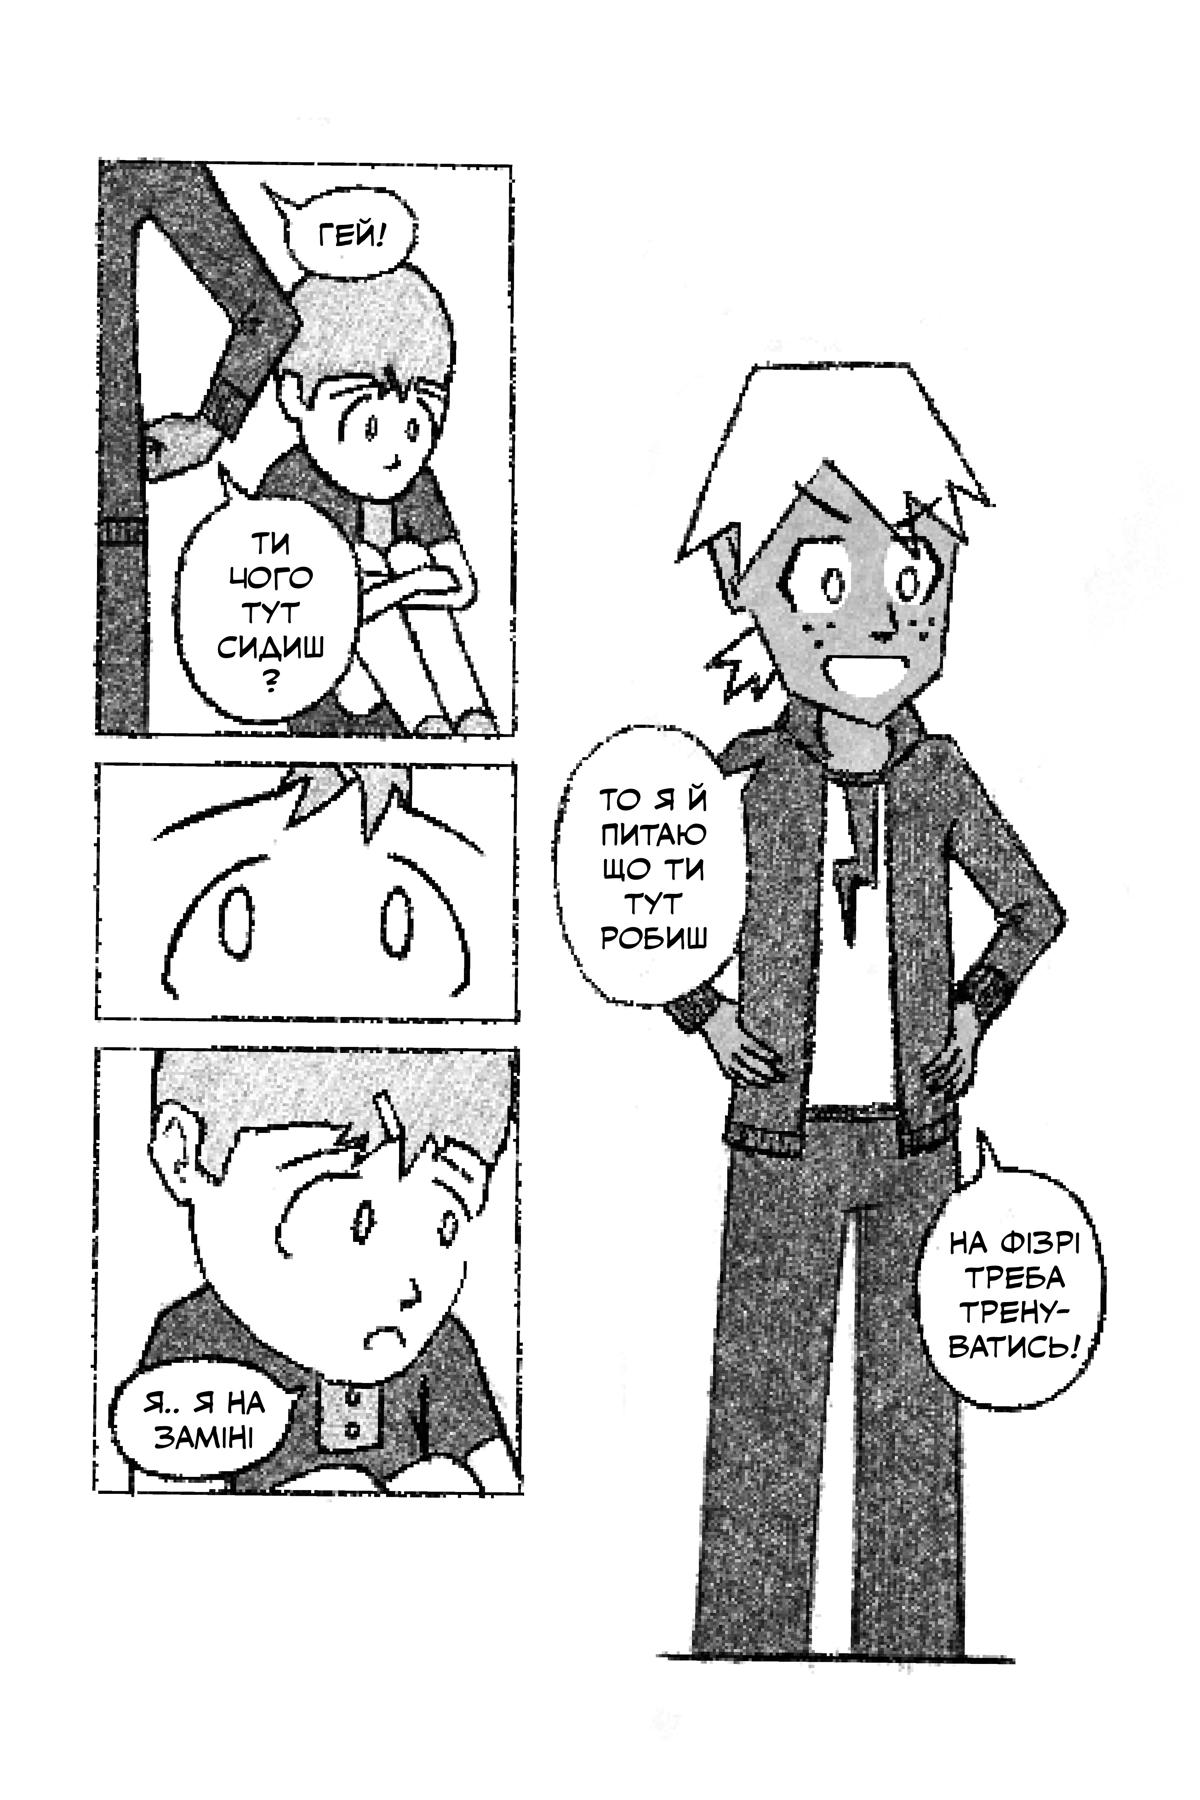 ГЕЙ!
ТИ
ЧОГО
ТУТ
СИДИШ
?
Я.. Я НА
ЗАМІНІ
ТО Я Й
ПИТАЮ
ЩО ТИ
ТУТ
РОБИШ
НА ФІЗРІ
ТРЕБА
ТРЕНУ-
ВАТИСЬ!